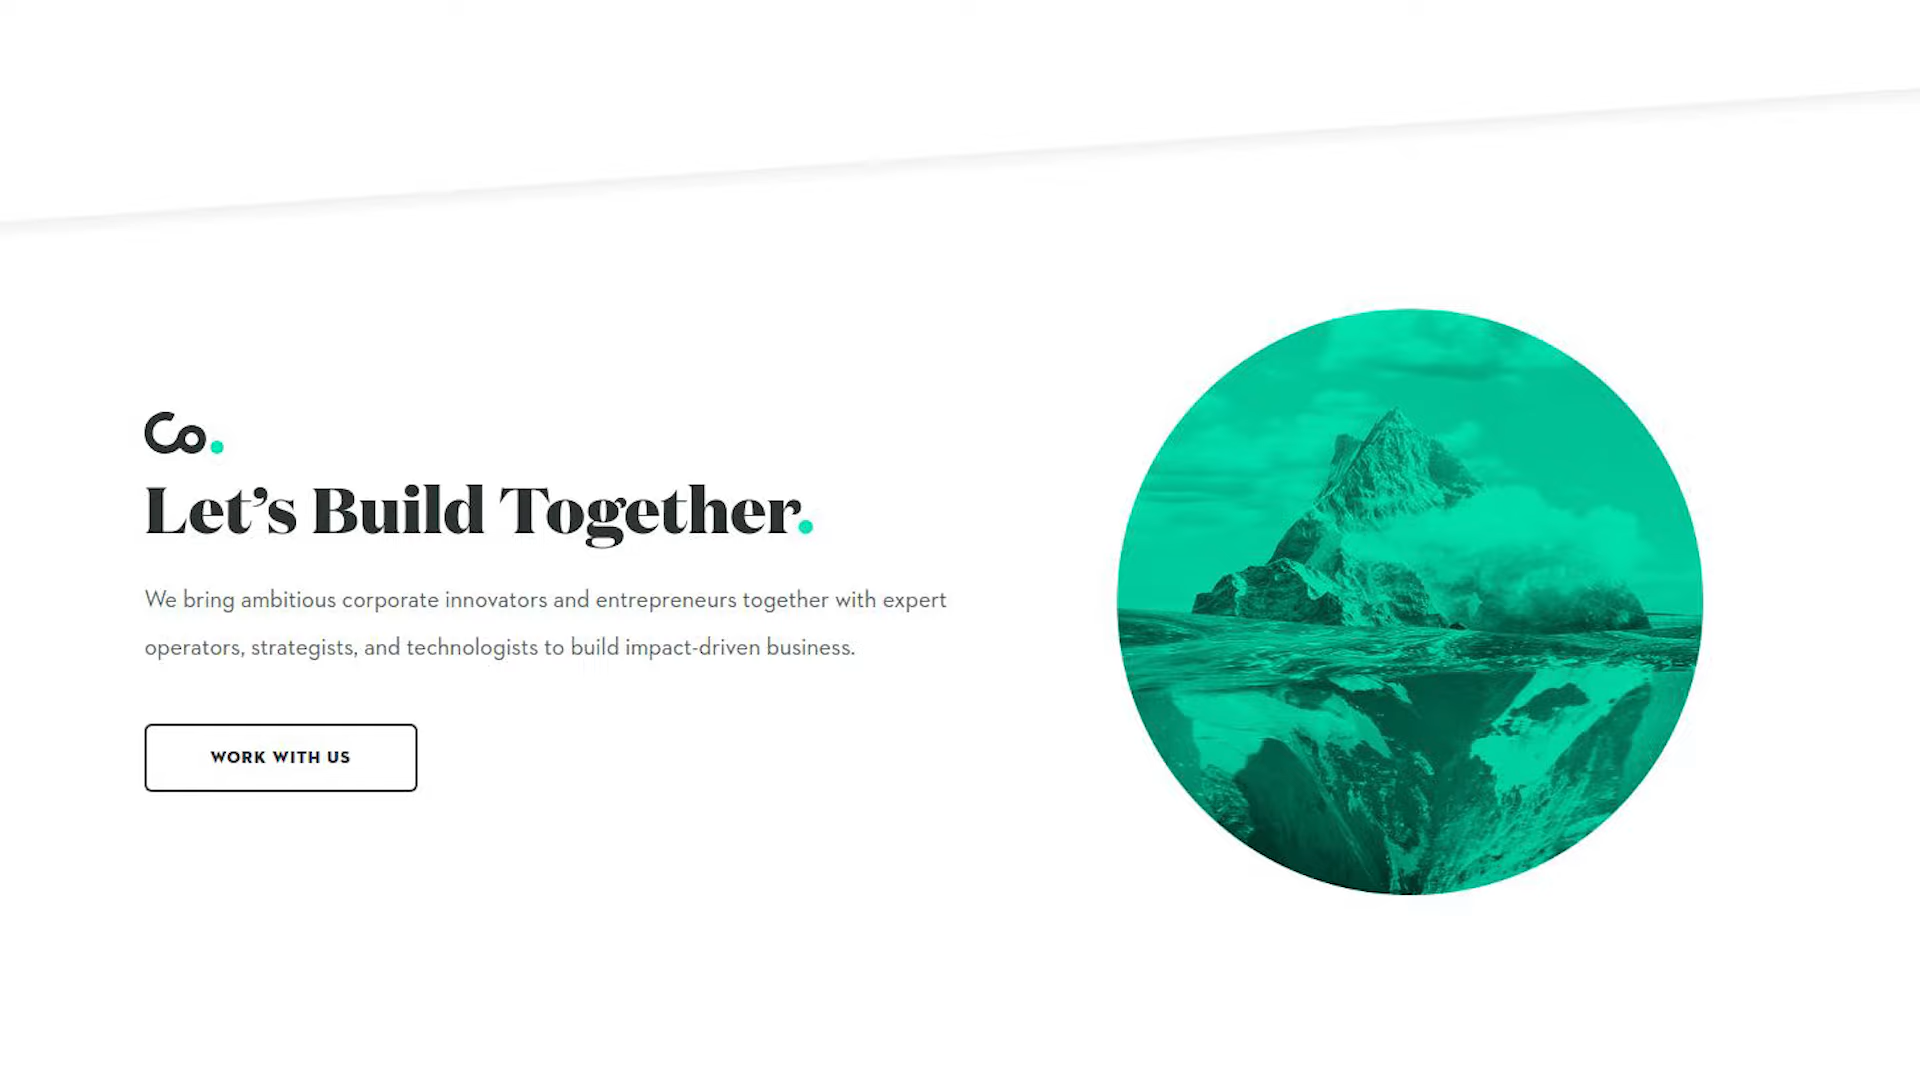 Co.
Let’s Build Together.
We bring ambitious corporate innovators and entrepreneurs together with expert
operators, strategists, and technologists to build impact-driven business.
WORK WITH US